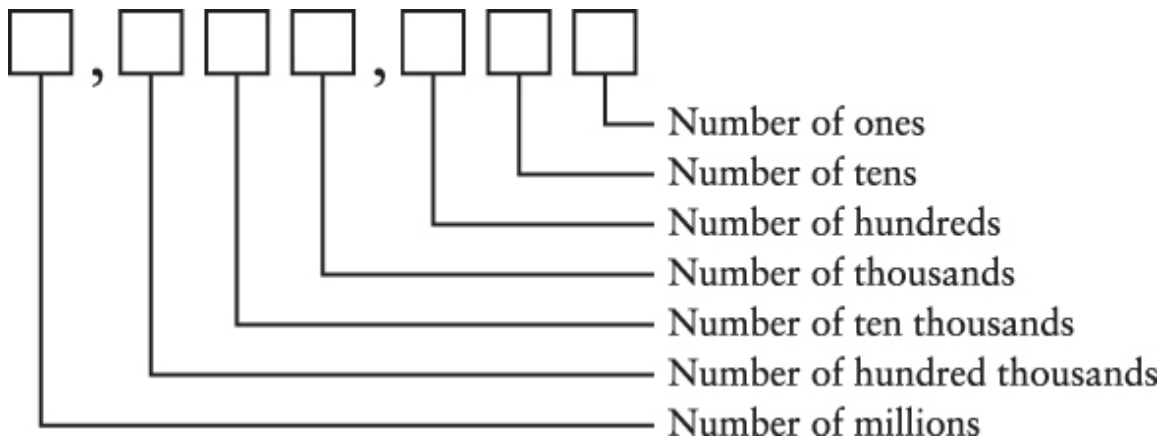 , ,
Number of ones
Number of tens
Number of hundreds
Number of thousands
Number of ten thousands
Number of hundred thousands
Number of millions